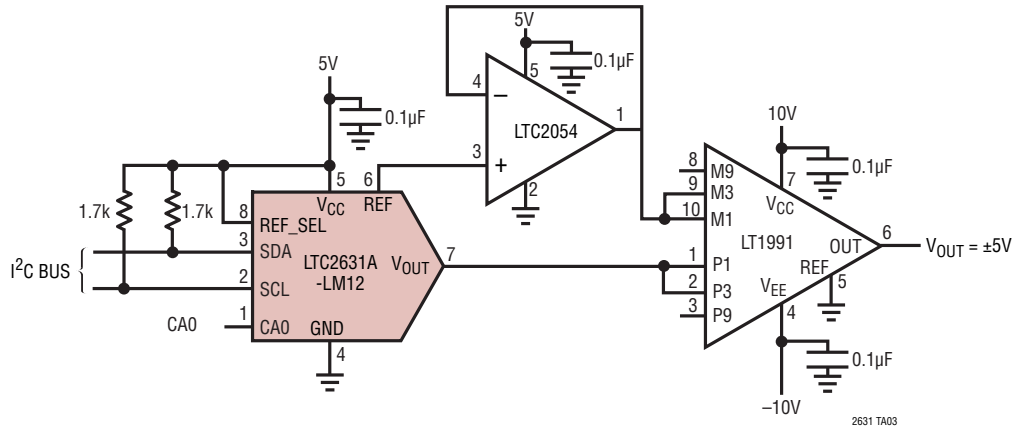 5V
0.1µF
4
–
5
1
LTC2054
3
+
2
5V
0.1µF
10V
0.1µF
7
VCC
8 M9
9 M3
10 M1
LT1991
OUT 6
VOUT = ±5V
1 P1
2 P3
3 P9
REF
5
VEE
4
0.1µF
–10V
1.7k
1.7k
5
VCC
6
REF
8 REF_SEL
3 SDA
2 SCL
1 CA0
CA0
I2C BUS
LTC2631A
-LM12
VOUT 7
GND
4
2631 TA03